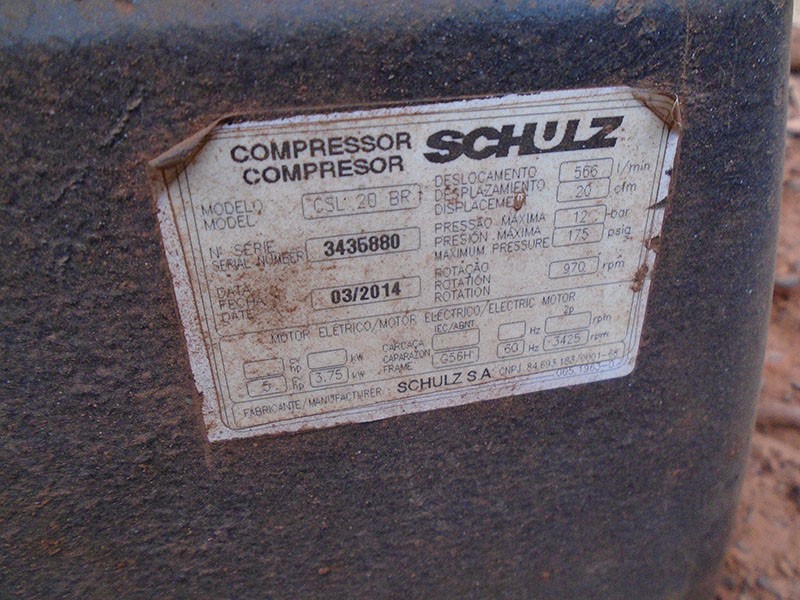 COMPRESSOR
COMPRESOR
SCHULZ
MODELO
MODEL
CSL 20 BR
Nº SÉRIE
SERIAL NUMBER
3435880
DATA
FECHA
DATE
03/2014
DESLOCAMENTO
DESPLAZAMIENTO
DISPLACEMENT
566 l/min
20 cfm
PRESSÃO MÁXIMA
PRESIÓN MÁXIMA
MAXIMUM PRESSURE
12 bar
175 psig
ROTAÇÃO
ROTATION
ROTATION
970 rpm
MOTOR ELÉTRICO/MOTOR ELÉCTRICO/ELECTRIC MOTOR
IEC/ABNT
2p
cv
hp
kW
5 hp 3.75 kW
CARCAÇA
CAPARAZON
FRAME
G56H
Hz
rpm
60 Hz 3425 rpm
FABRICANTE/MANUFACTURER: SCHULZ S.A. CNPJ. 84.693.183/0001-68